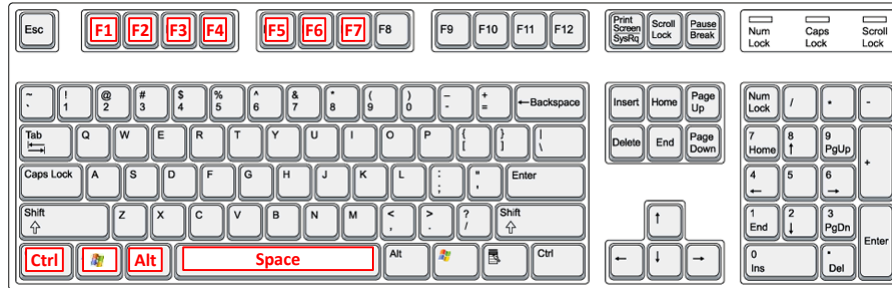 Esc F1 F2 F3 F4 F5 F6 F7 F8 F9 F10 F11 F12 Print Screen SysRq Scroll Lock Pause Break Num Lock Caps Lock Scroll Lock
~ ` ! 1 @ 2 # 3 $ 4 % 5 ^ 6 & 7 * 8 ( 9 ) 0 _ - + = ←Backspace Insert Home Page Up Num Lock / * -
Tab Q W E R T Y U I O P { [ } ] | \ Delete End Page Down 7 Home 8 ↑ 9 PgUp +
Caps Lock A S D F G H J K L : ; " ' Enter 4 ← 5 6 →
Shift Z X C V B N M < , > . ? / Shift ↑ 1 End 2 ↓ 3 PgDn Enter
Ctrl Alt Space Alt Ctrl ← ↓ → 0 Ins . Del